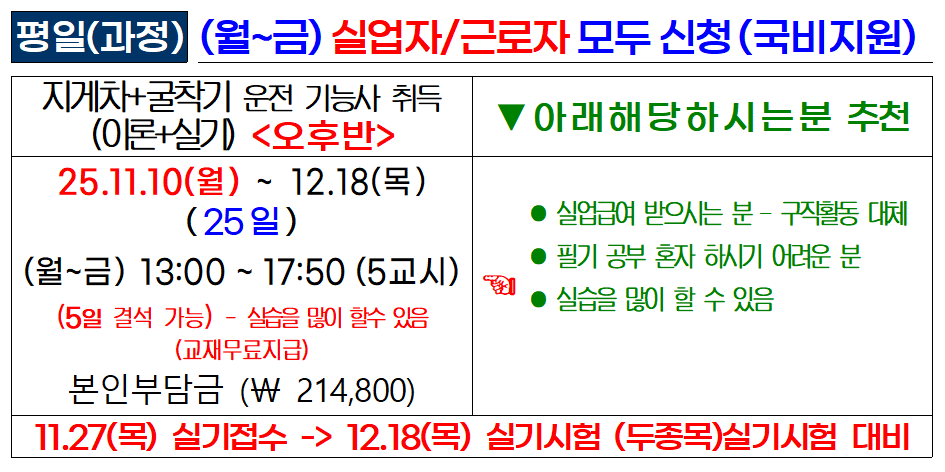 평일(과정) (월~금) 실업자/근로자 모두 신청 (국비지원)
지게차+굴착기 운전 기능사 취득
(이론+실기) <오후반>
▼아래해당하시는분 추천
25.11.10(월) ~ 12.18(목)
(25일)
(월~금) 13:00 ~ 17:50 (5교시)
(5일 결석 가능) - 실습을 많이 할수 있음
(교재무료지급)
본인부담금 (₩ 214,800)
● 실업급여 받으시는 분 - 구직활동 대체
● 필기 공부 혼자 하시기 어려운 분
● 실습을 많이 할 수 있음
11.27(목) 실기접수 -> 12.18(목) 실기시험 (두종목)실기시험 대비